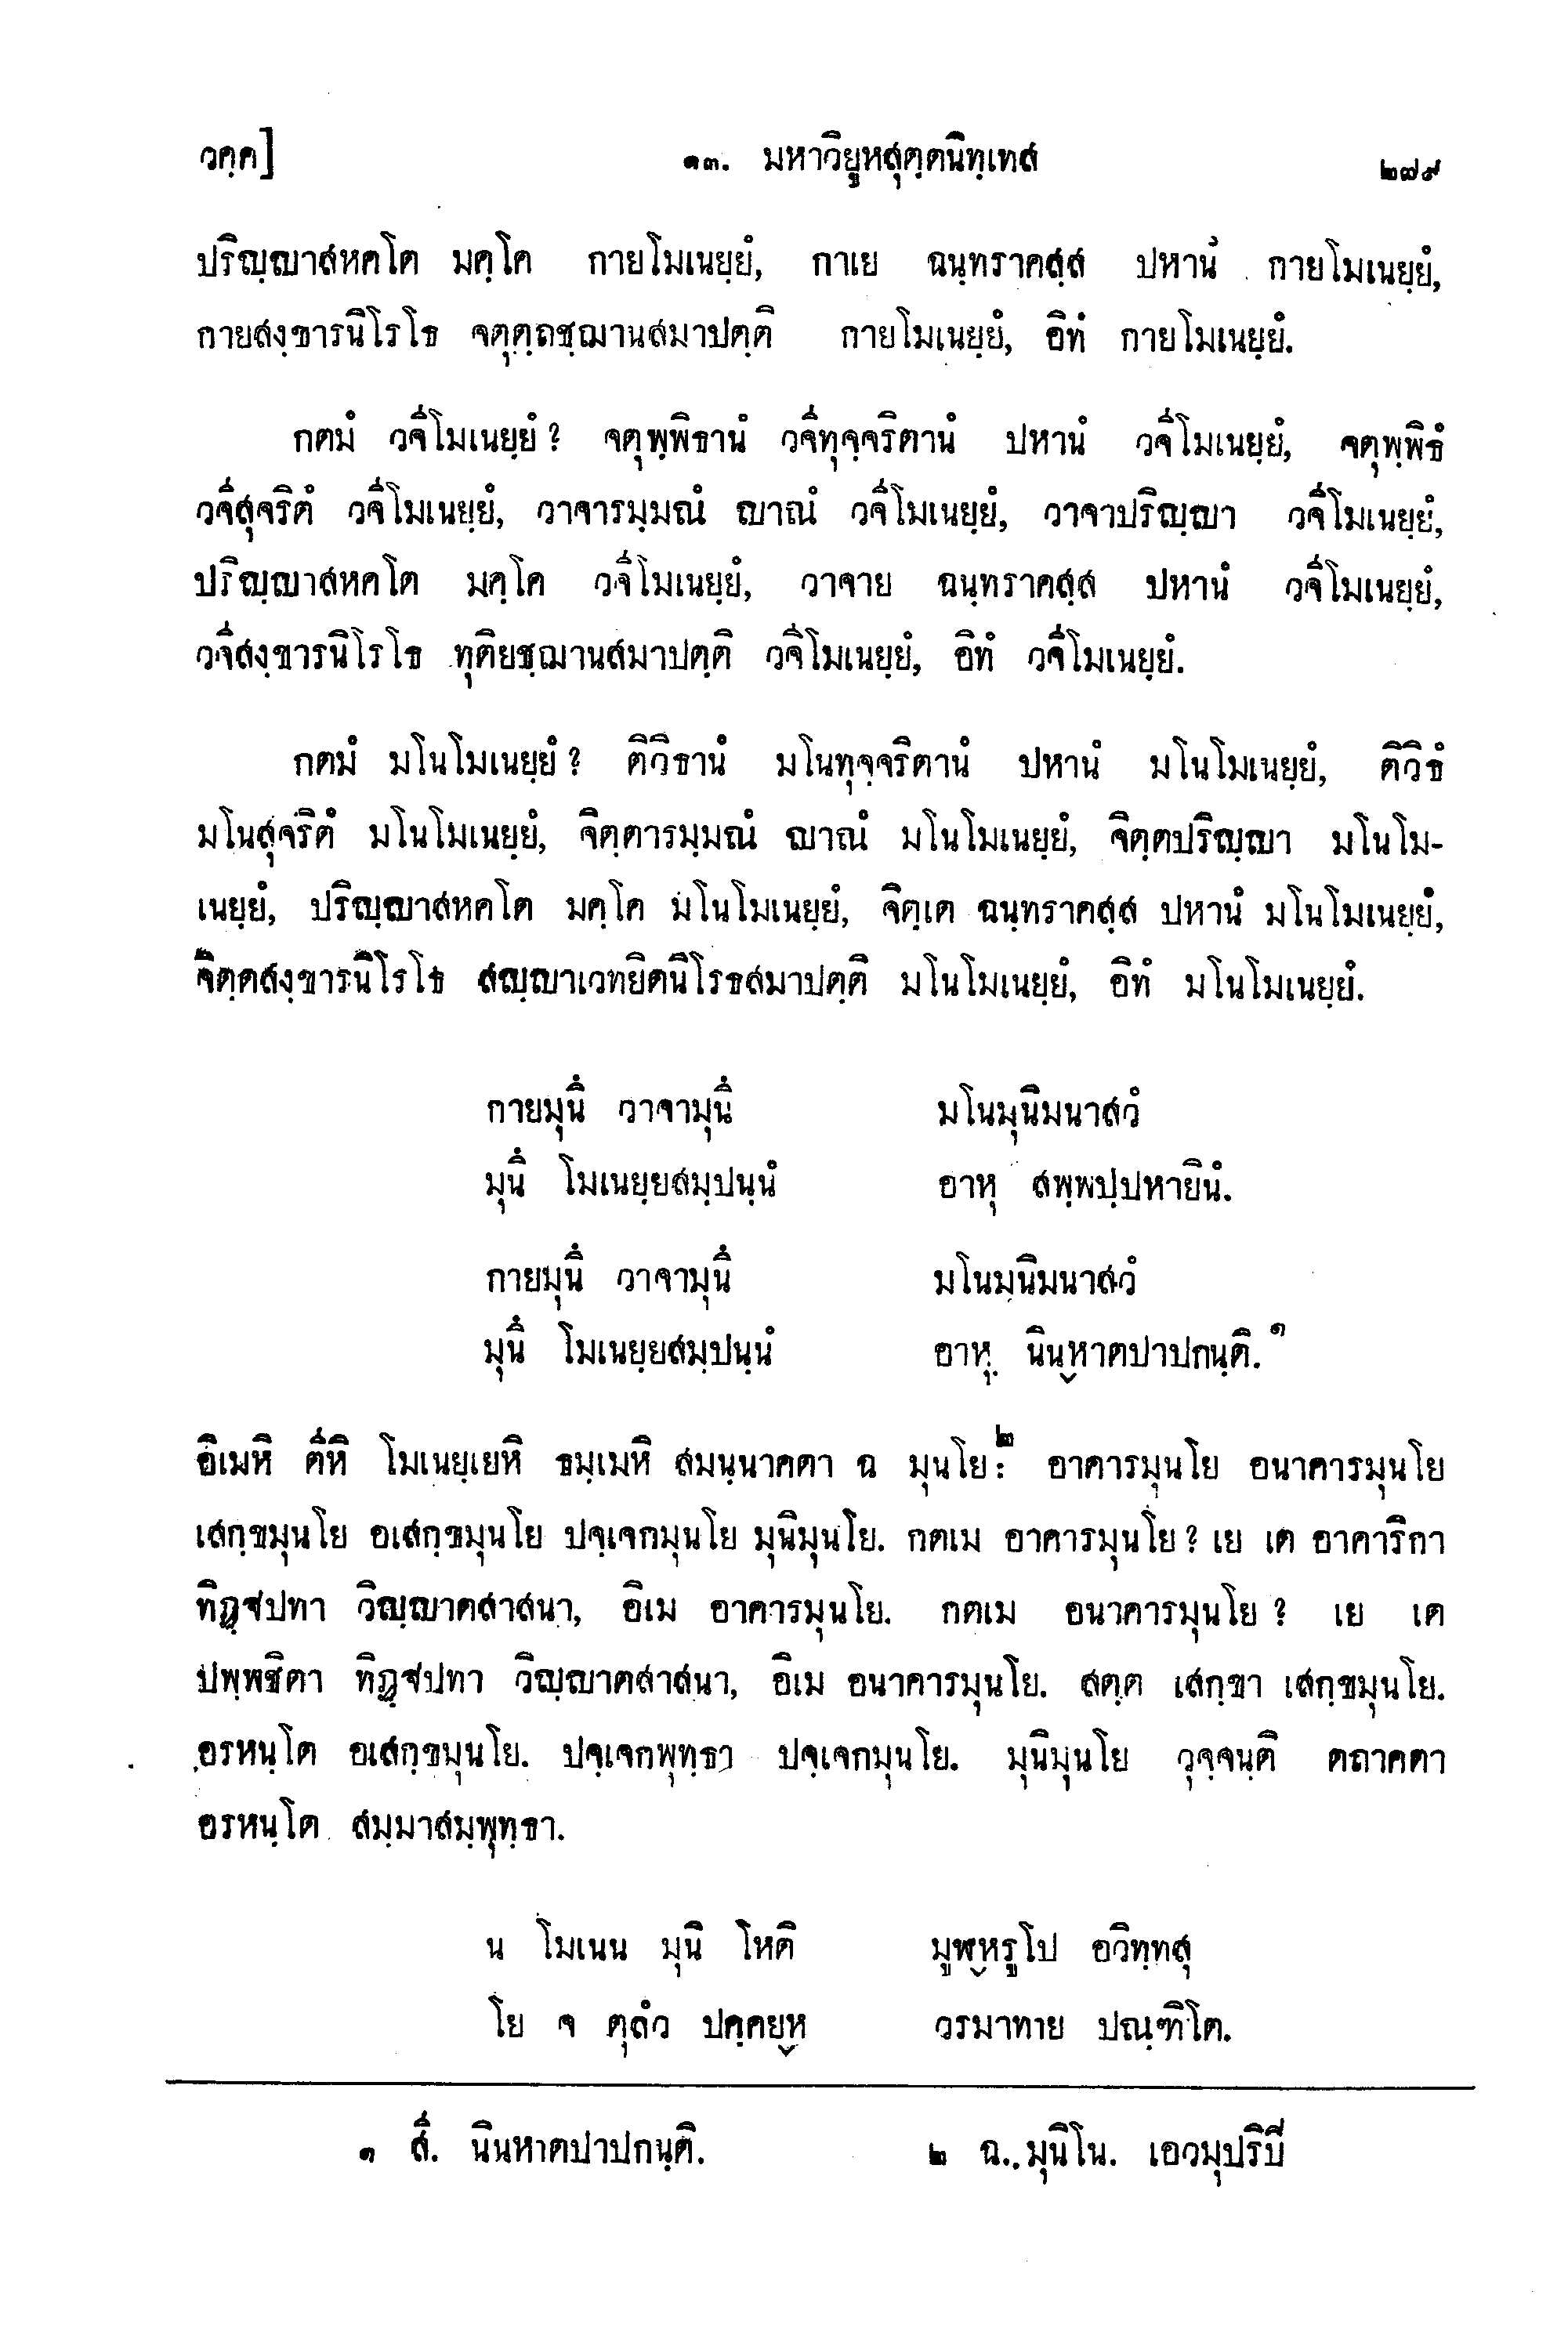 วคฺค] ๑๓. มหาวิยูหสุตฺตนิทฺเทส ๒๗๙
ปริญฺญาสหคโต มคฺโค กายโมเนยฺยํ, กาเย ฉนฺทราคสฺส ปหานํ กายโมเนยฺยํ,
กายสงฺขารนิโรโธ จตุตฺถชฺฌานสมาปตฺติ กายโมเนยฺยํ, อิทํ กายโมเนยฺยํ.
กตมํ วจีโมเนยฺยํ? จตุพฺพิธานํ วจีทุจฺจริตานํ ปหานํ วจีโมเนยฺยํ, จตุพฺพิธํ
วจีสุจริตํ วจีโมเนยฺยํ, วาจารมฺมณํ ญาณํ วจีโมเนยฺยํ, วาจาปริญฺญา วจีโมเนยฺยํ,
ปริญฺญาสหคโต มคฺโค วจีโมเนยฺยํ, วาจาย ฉนฺทราคสฺส ปหานํ วจีโมเนยฺยํ,
วจีสงฺขารนิโรโธ ทุติยชฺฌานสมาปตฺติ วจีโมเนยฺยํ, อิทํ วจีโมเนยฺยํ.
กตมํ มโนโมเนยฺยํ? ติวิธานํ มโนทุจฺจริตานํ ปหานํ มโนโมเนยฺยํ, ติวิธํ
มโนสุจริตํ มโนโมเนยฺยํ, จิตฺตารมฺมณํ ญาณํ มโนโมเนยฺยํ, จิตฺตปริญฺญา มโนโม-
เนยฺยํ, ปริญฺญาสหคโต มคฺโค มโนโมเนยฺยํ, จิตฺเต ฉนฺทราคสฺส ปหานํ มโนโมเนยฺยํ,
จิตฺตสงฺขารนิโรโธ สญฺญาเวทยิตนิโรธสมาปตฺติ มโนโมเนยฺยํ, อิทํ มโนโมเนยฺยํ.
กายมุนึ วาจามุนึ มโนมุนิมนาสวํ
มุนึ โมเนยฺยสมฺปนฺนํ อาหุ สพฺพปฺปหายินํ.
กายมุนึ วาจามุนึ มโนมุนิมนาสวํ
มุนึ โมเนยฺยสมฺปนฺนํ อาหุ นินฺหาตปาปกนฺติ.๑
อิเมหิ ตีหิ โมเนยฺเยหิ ธมฺเมหิ สมนฺนาคตา ฉ มุนโย:๒ อาคารมุนโย อนาคารมุนโย
เสกฺขมุนโย อเสกฺขมุนโย ปจฺเจกมุนโย มุนิมุนโย. กตเม อาคารมุนโย? เย เต อาคาริกา
ทิฏฺฐปทา วิญฺญาตสาสนา, อิเม อาคารมุนโย. กตเม อนาคารมุนโย? เย เต
ปพฺพชิตา ทิฏฺฐปทา วิญฺญาตสาสนา, อิเม อนาคารมุนโย. สตฺต เสกฺขา เสกฺขมุนโย.
อรหนฺโต อเสกฺขมุนโย. ปจฺเจกพุทฺธา ปจฺเจกมุนโย. มุนิมุนโย วุจฺจนฺติ ตถาคตา
อรหนฺโต สมฺมาสมฺพุทฺธา.
น โมเนน มุนิ โหติ มูฬฺหรูโป อวิทฺทสุ
โย จ ตุลํว ปคฺคยฺห วรมาทาย ปณฺฑิโต.
๑ สี. นินหาตปาปกนฺติ. ๒ ฉ. มุนิโน. เอวมุปริปี